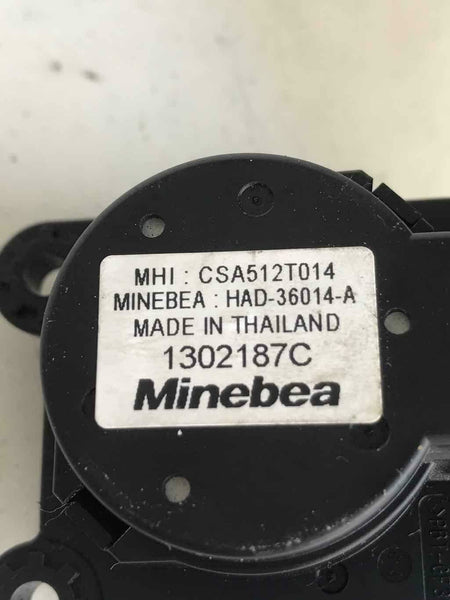 MHI : CSA512T014
MINEBEA : HAD-36014-A
MADE IN THAILAND
1302187C
Minebea